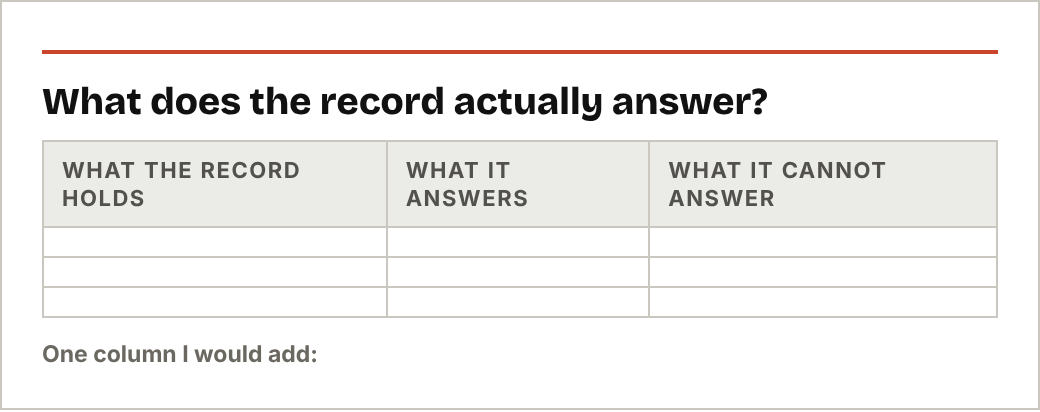 What does the record actually answer?
WHAT THE RECORD
HOLDS
WHAT IT
ANSWERS
WHAT IT CANNOT
ANSWER
One column I would add: